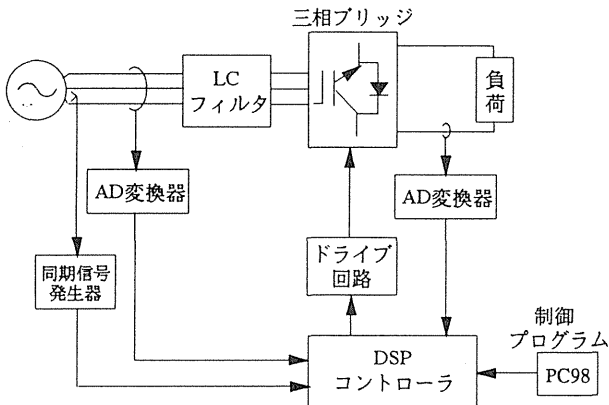 三相ブリッジ
LC
フィルタ
負
荷
AD変換器
AD変換器
ドライブ
回路
同期信号
発生器
制御
プログラム
DSP
コントローラ
PC98